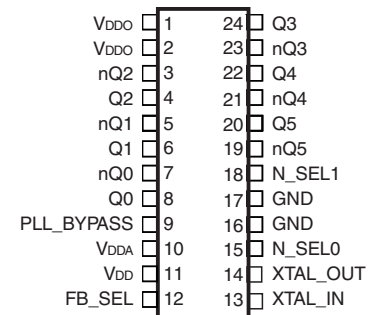 VDDO 1 24 Q3
VDDO 2 23 nQ3
nQ2 3 22 Q4
Q2 4 21 nQ4
nQ1 5 20 Q5
Q1 6 19 nQ5
nQ0 7 18 N_SEL1
Q0 8 17 GND
PLL_BYPASS 9 16 GND
VDDA 10 15 N_SEL0
VDD 11 14 XTAL_OUT
FB_SEL 12 13 XTAL_IN